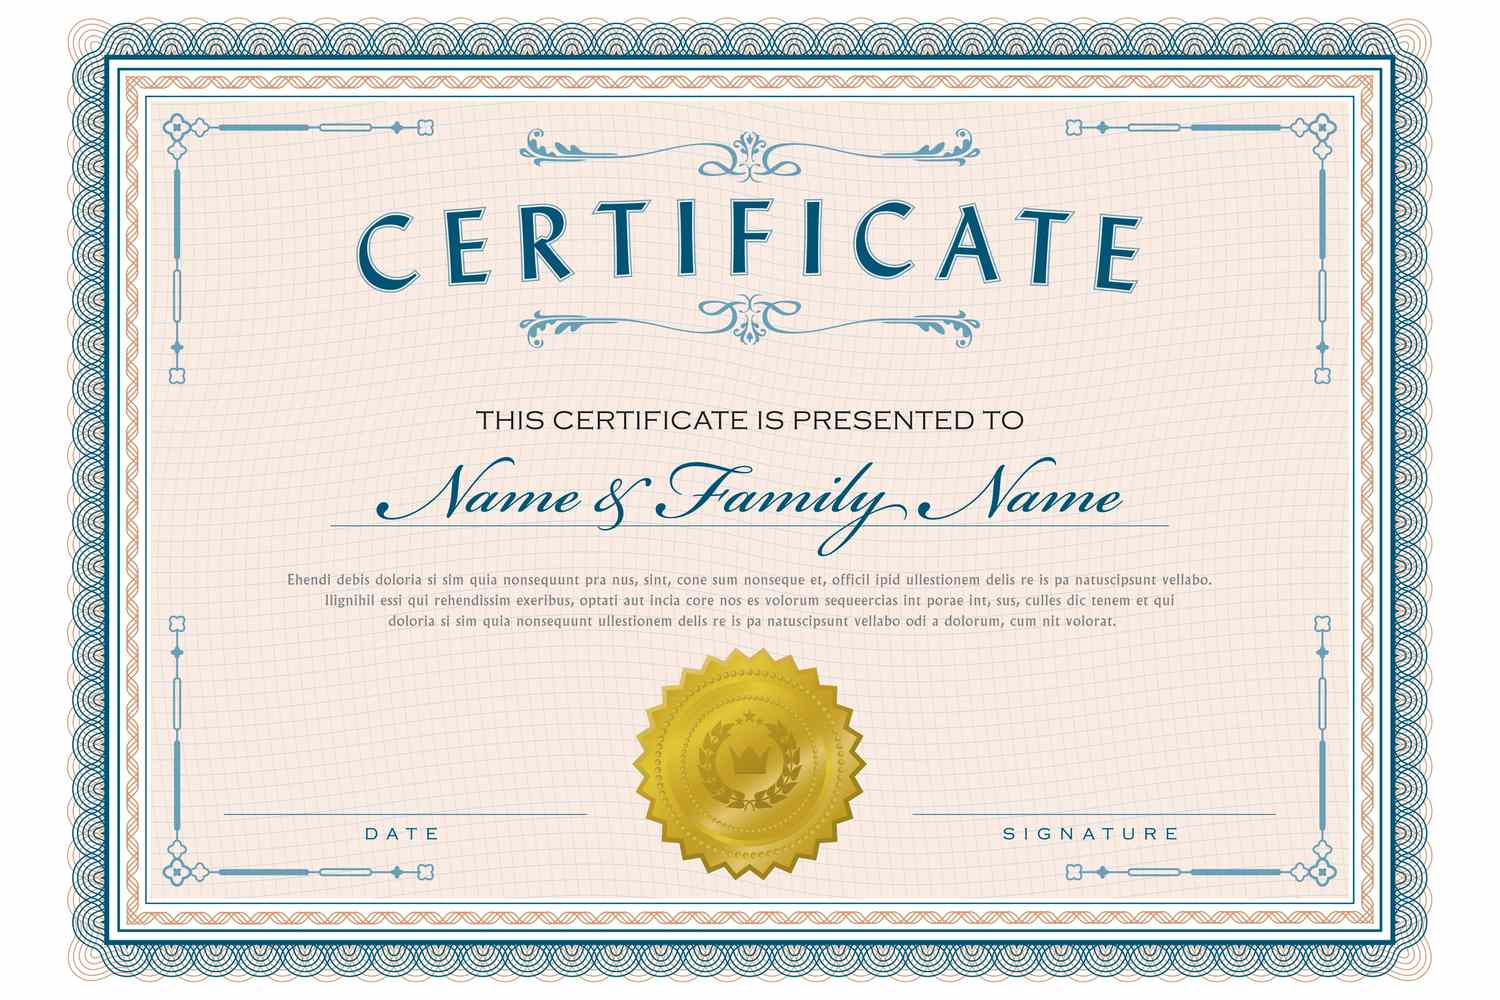 CERTIFICATE
THIS CERTIFICATE IS PRESENTED TO
Name & Family Name
Ehendi debis doloria si sim quia nonsequunt pra nus, sint, cone sum nonseque et, officil ipid ullestionem delis re is pa natuscipsunt vellabo.
Ilignihil essi qui rehendissim exeribus, optati aut incia core nos es volorum sequeercias int porae int, sus, culles dic tenem et qui
doloria si sim quia nonsequunt ullestionem delis re is pa natuscipsunt vellabo odi a dolorum, cum nit volorat.
DATE
SIGNATURE